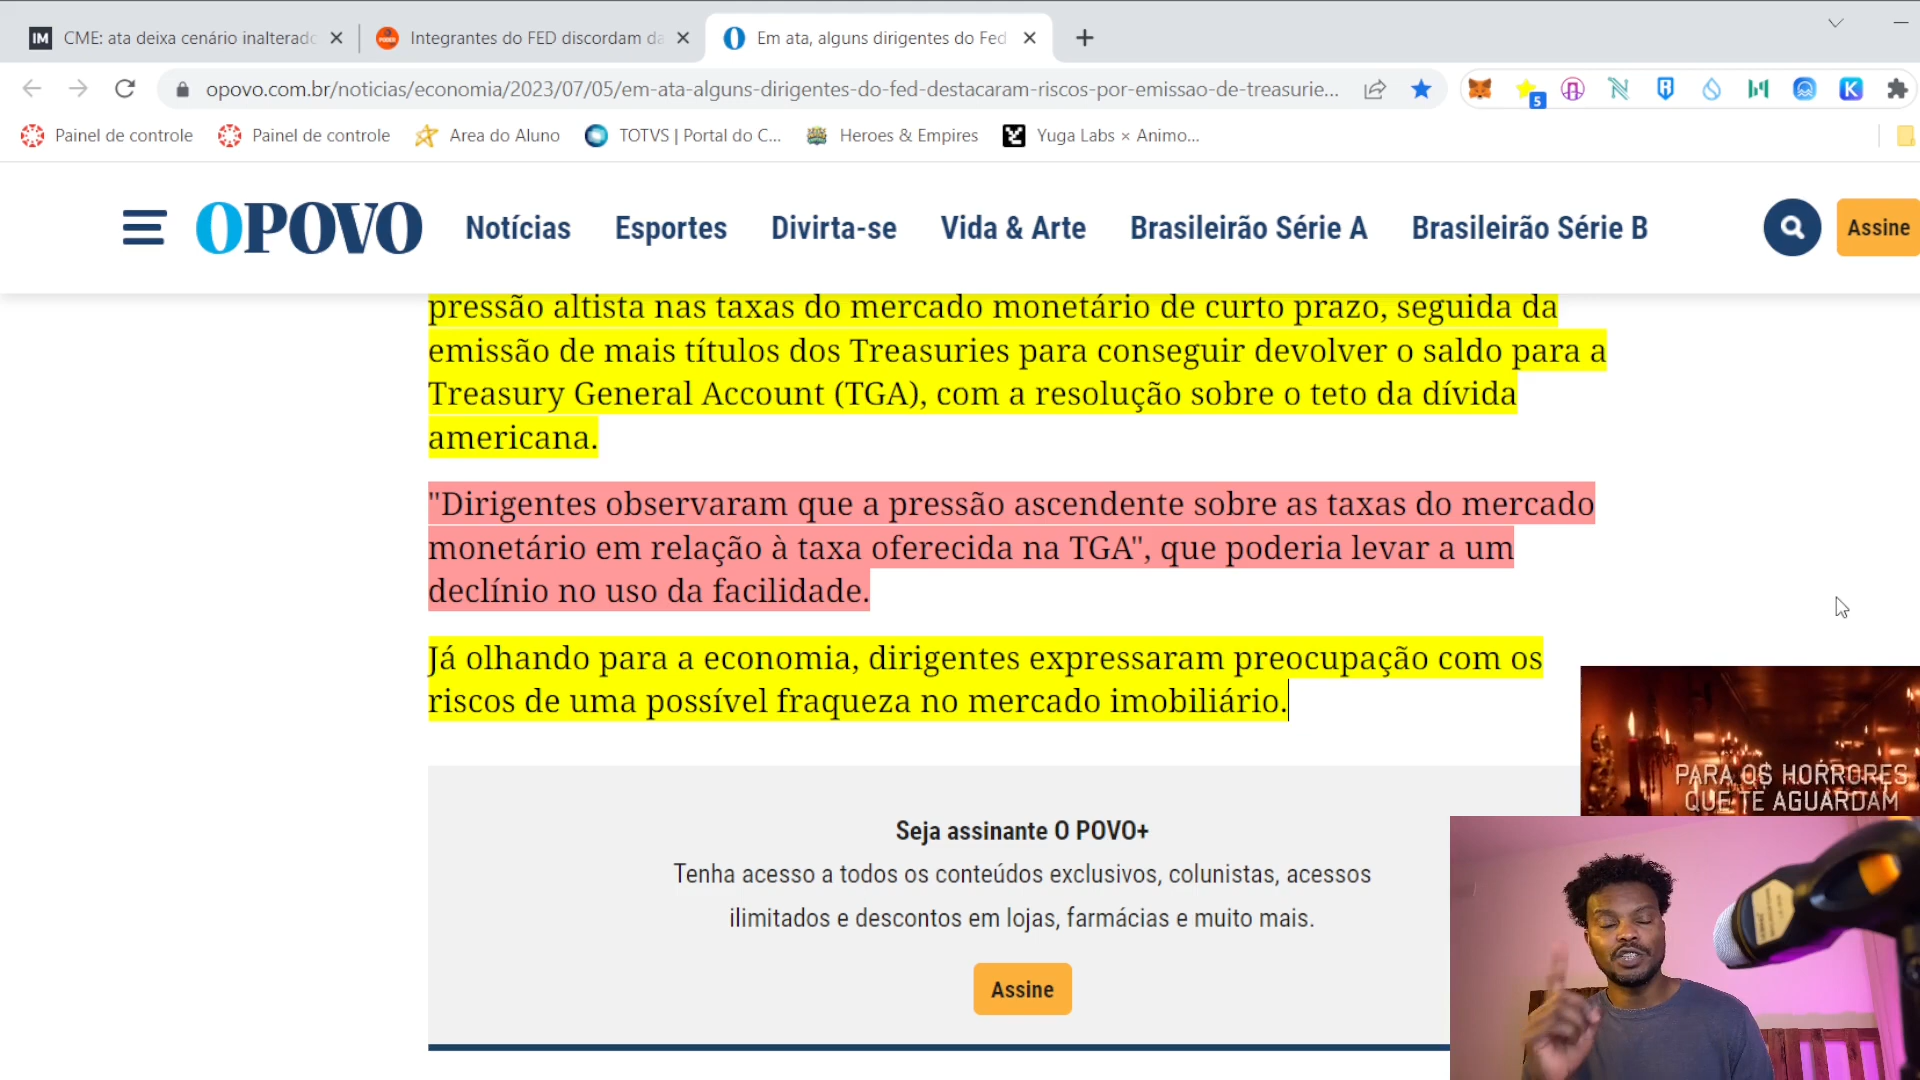 CME: ata deixa cenário inalterado
Integrantes do FED discordam da
Em ata, alguns dirigentes do Fed
opovo.com.br/noticias/economia/2023/07/05/em-ata-alguns-dirigentes-do-fed-destacaram-riscos-por-emissao-de-treasurie...
5
Painel de controle
Painel de controle
Area do Aluno
TOTVS | Portal do C...
Heroes & Empires
Yuga Labs × Animo...
OPOVO
Notícias
Esportes
Divirta-se
Vida & Arte
Brasileirão Série A
Brasileirão Série B
Assine
pressão altista nas taxas do mercado monetário de curto prazo, seguida da
emissão de mais títulos dos Treasuries para conseguir devolver o saldo para a
Treasury General Account (TGA), com a resolução sobre o teto da dívida
americana.
"Dirigentes observaram que a pressão ascendente sobre as taxas do mercado
monetário em relação à taxa oferecida na TGA", que poderia levar a um
declínio no uso da facilidade.
Já olhando para a economia, dirigentes expressaram preocupação com os
riscos de uma possível fraqueza no mercado imobiliário.
PARA OS HORRORES
QUE TE AGUARDAM
Seja assinante O POVO+
Tenha acesso a todos os conteúdos exclusivos, colunistas, acessos
ilimitados e descontos em lojas, farmácias e muito mais.
Assine